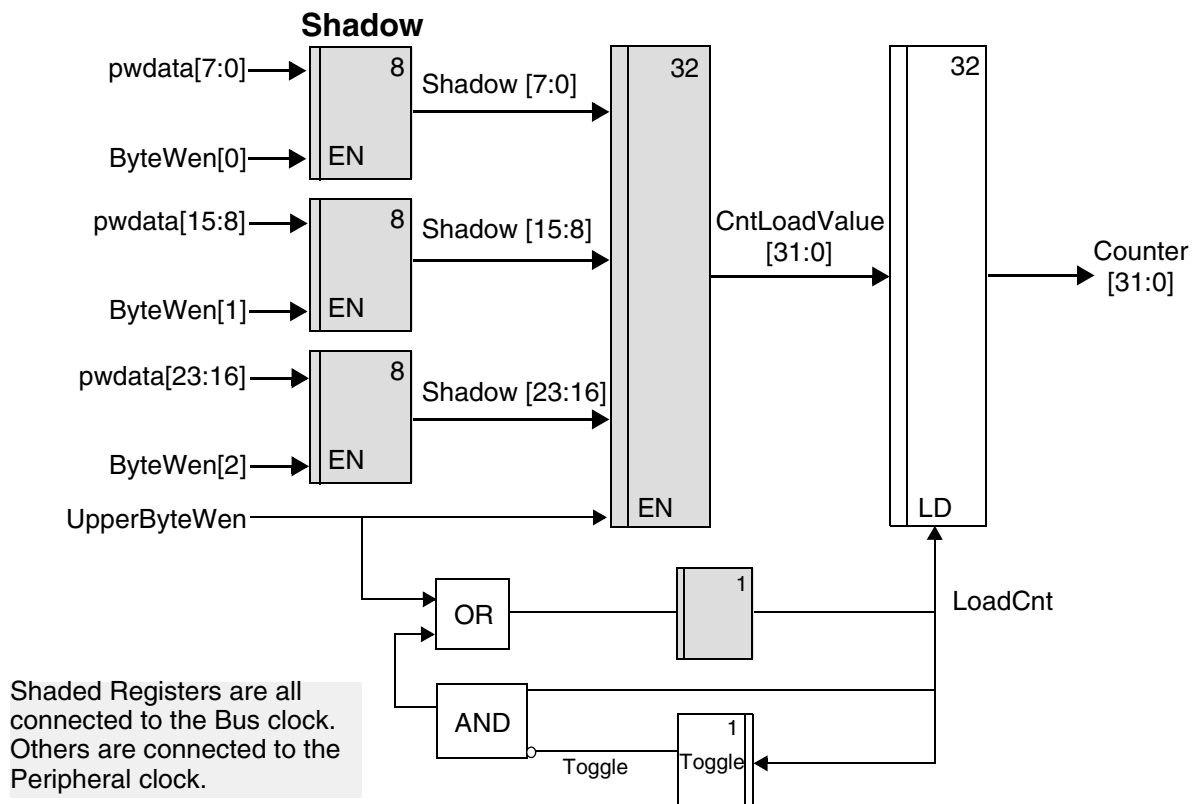 Shadow
pwdata[7:0]
8
32
32
Shadow [7:0]
ByteWen[0]
EN
pwdata[15:8]
8
Shadow [15:8]
CntLoadValue
[31:0]
Counter
[31:0]
ByteWen[1]
EN
pwdata[23:16]
8
Shadow [23:16]
ByteWen[2]
EN
UpperByteWen
EN
LD
1
OR
LoadCnt
Shaded Registers are all
connected to the Bus clock.
Others are connected to the
Peripheral clock.
AND
1
Toggle
Toggle